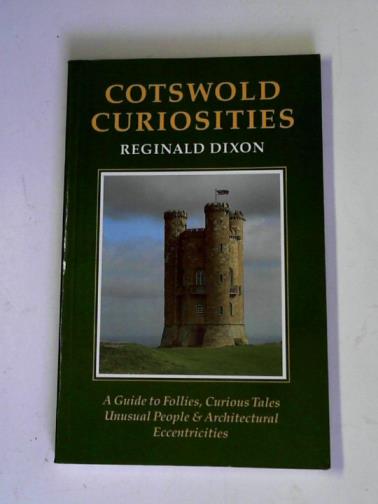 COTSWOLD
CURIOSITIES
REGINALD DIXON
A Guide to Follies, Curious Tales
Unusual People & Architectural
Eccentricities